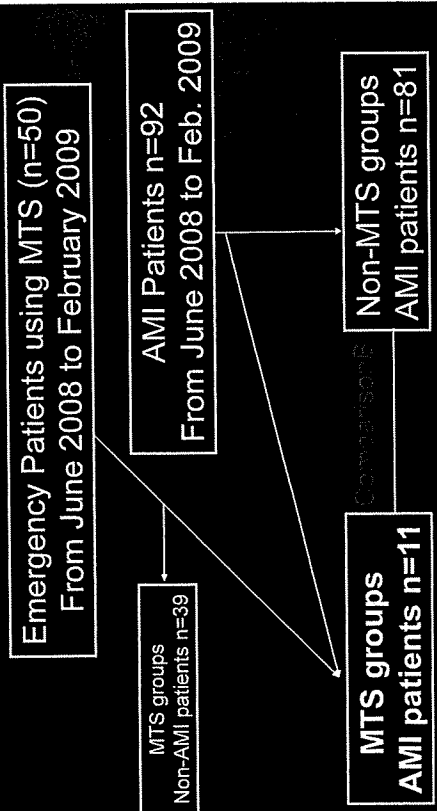 Emergency Patients using MTS (n=50)
From June 2008 to February 2009
AMI Patients n=92
From June 2008 to Feb. 2009
MTS groups
Non-AMI patients n=39
MTS groups
AMI patients n=11
Comparisons
Non-MTS groups
AMI patients n=81